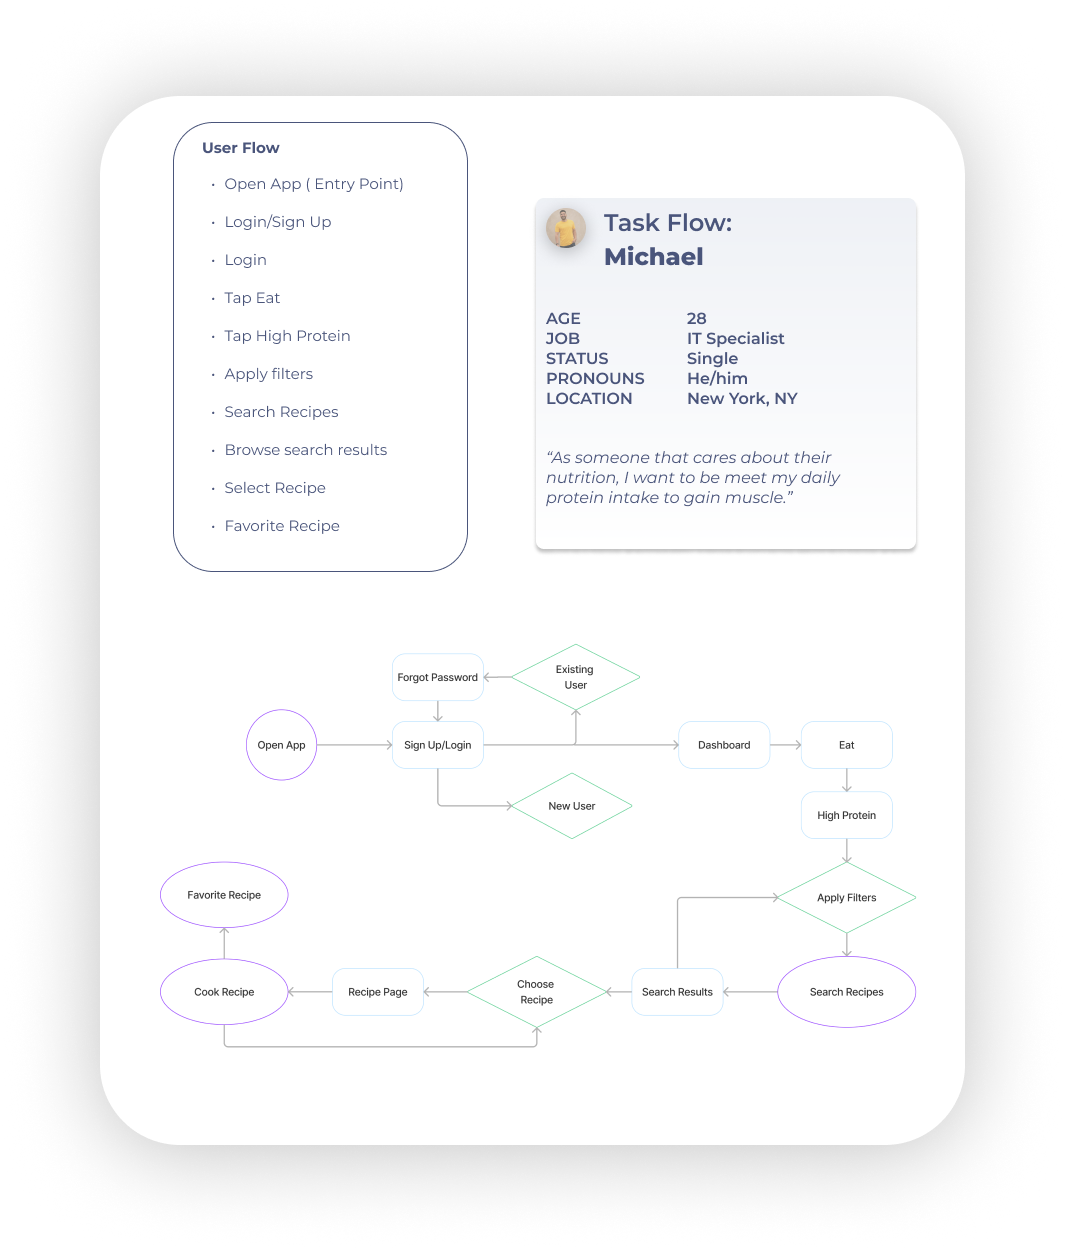 User Flow
• Open App ( Entry Point)
• Login/Sign Up
• Login
• Tap Eat
• Tap High Protein
• Apply filters
• Search Recipes
• Browse search results
• Select Recipe
• Favorite Recipe
Task Flow:
Michael
AGE 28
JOB IT Specialist
STATUS Single
PRONOUNS He/him
LOCATION New York, NY
“As someone that cares about their
nutrition, I want to be meet my daily
protein intake to gain muscle.”
Forgot Password
Existing
User
Open App
Sign Up/Login
Dashboard
Eat
New User
High Protein
Favorite Recipe
Apply Filters
Cook Recipe
Recipe Page
Choose
Recipe
Search Results
Search Recipes